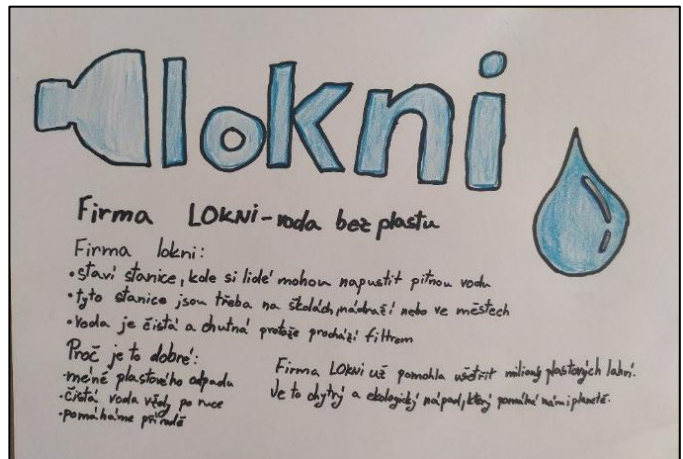 lokni
Firma LOKNI-voda bez plastu
Firma lokni:
•staví stanice, kde si lidé mohou napustit pitnou vodu
•tyto stanice jsou třeba na školách, nádraží nebo ve městech
•voda je čistá a chutná protože prochází filtrem
Proč je to dobré:
•méně plastového odpadu
•čistá voda vždy po ruce
•pomáháme přírodě
Firma LOKNI už pomohla ušetřit miliony plastových lahví.
Je to chytrý a ekologický nápad, který pomáhá nám i planetě.